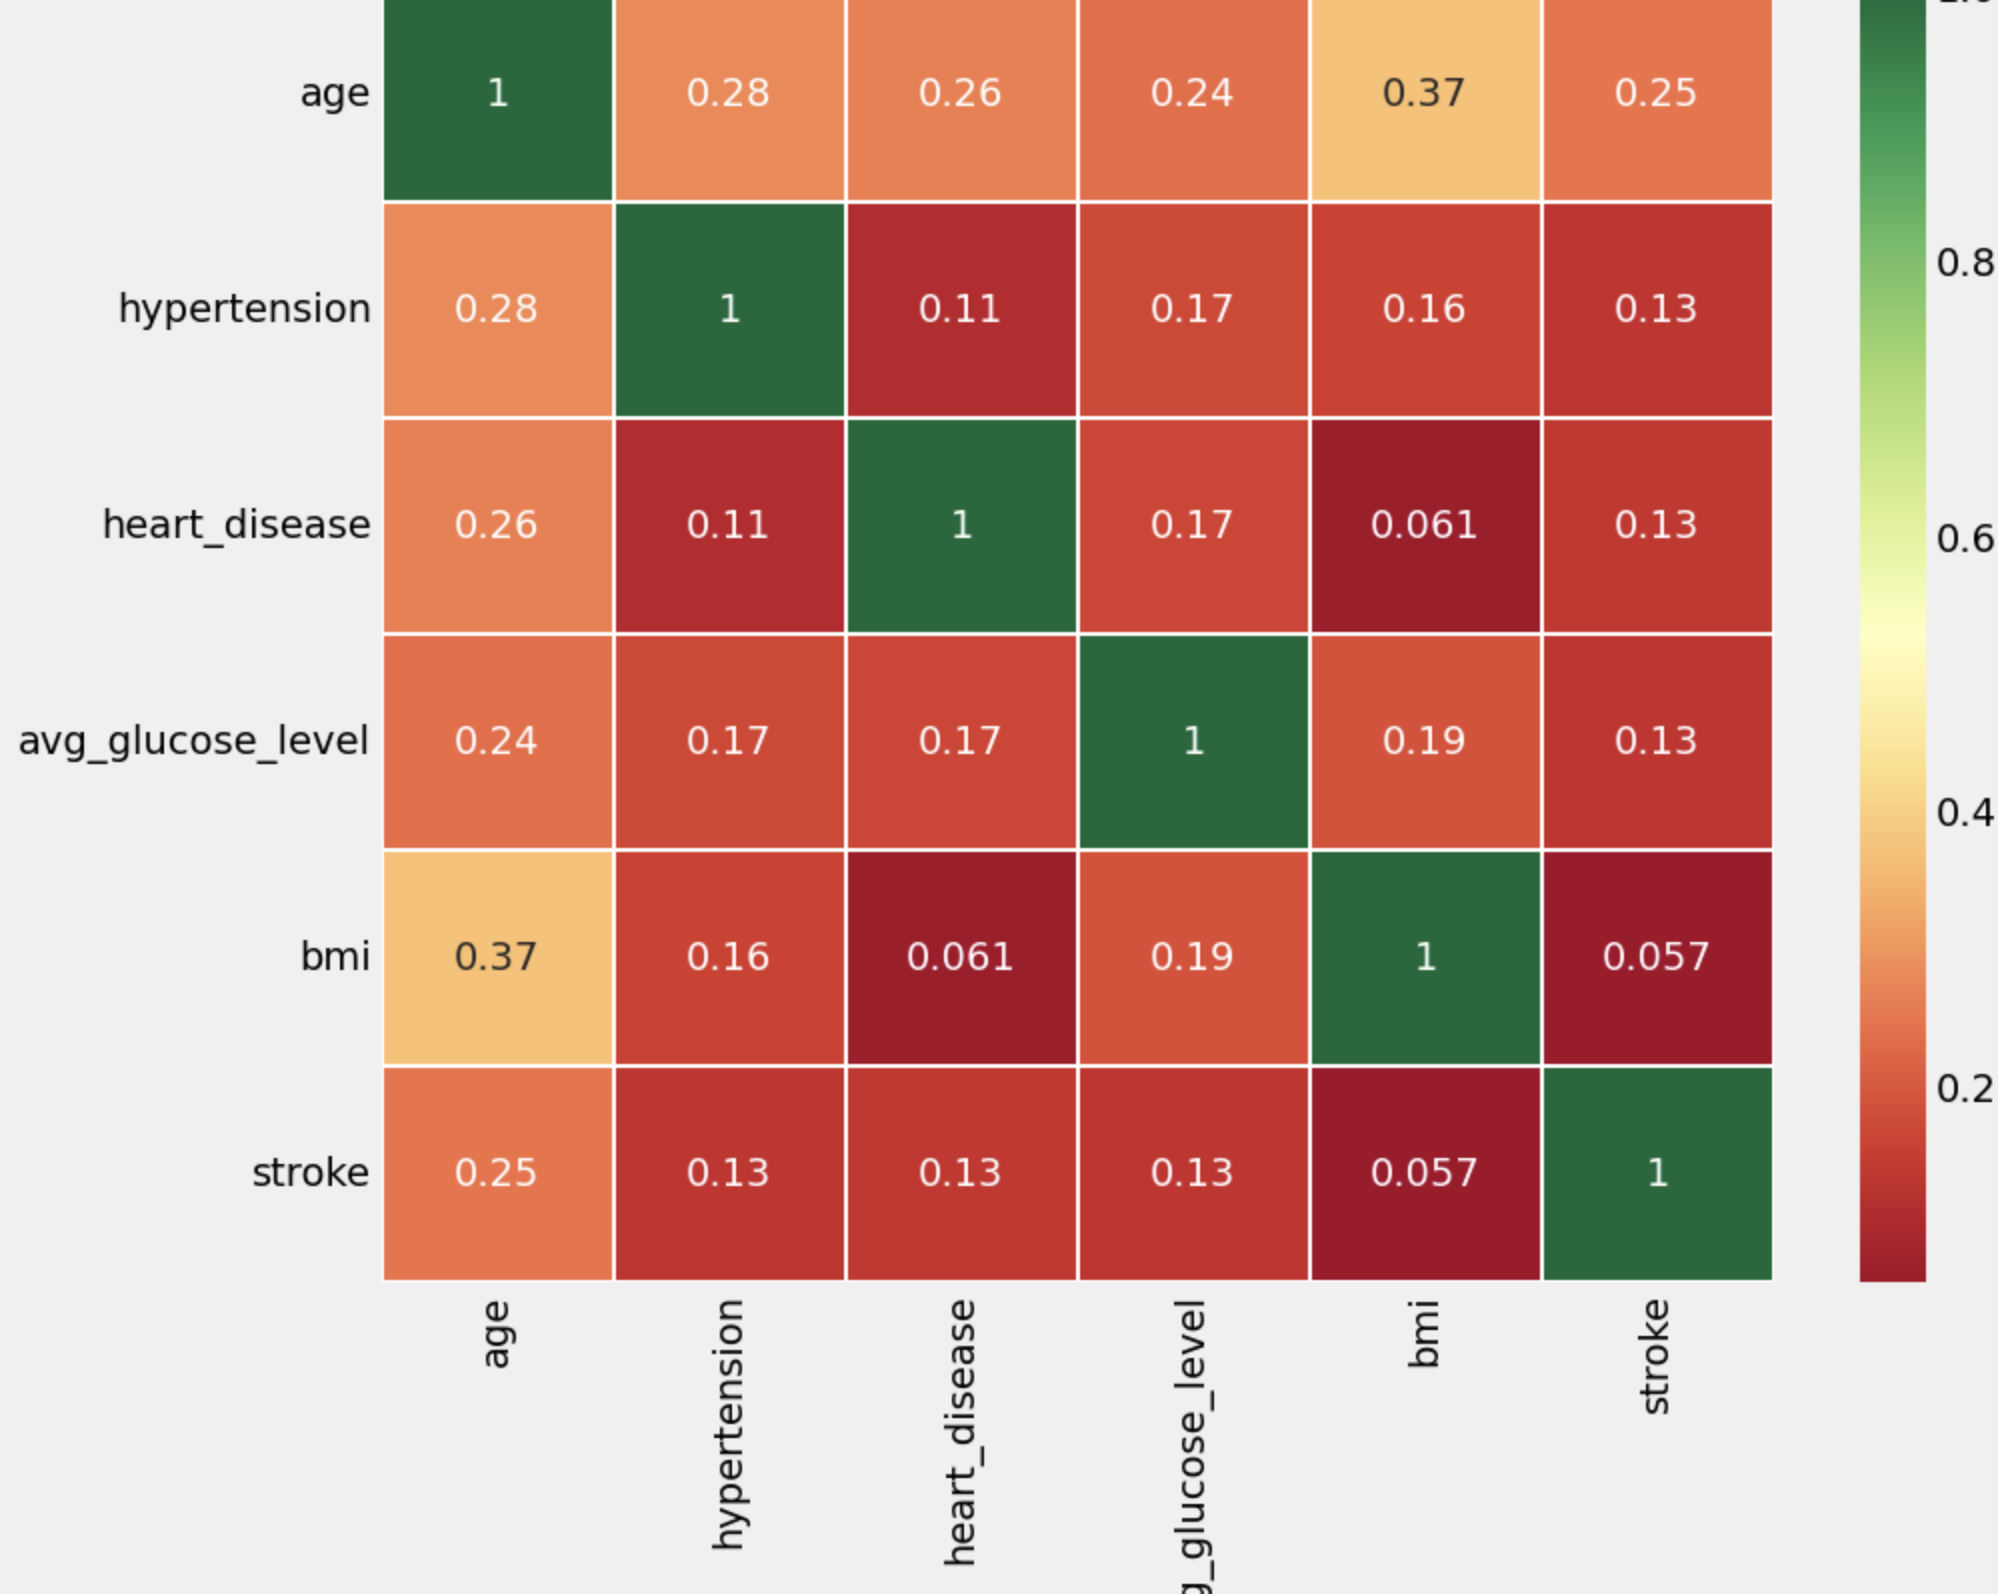 age 1 0.28 0.26 0.24 0.37 0.25
hypertension 0.28 1 0.11 0.17 0.16 0.13
heart_disease 0.26 0.11 1 0.17 0.061 0.13
avg_glucose_level 0.24 0.17 0.17 1 0.19 0.13
bmi 0.37 0.16 0.061 0.19 1 0.057
stroke 0.25 0.13 0.13 0.13 0.057 1
age
hypertension
heart_disease
g_glucose_level
bmi
stroke
0.8
0.6
0.4
0.2